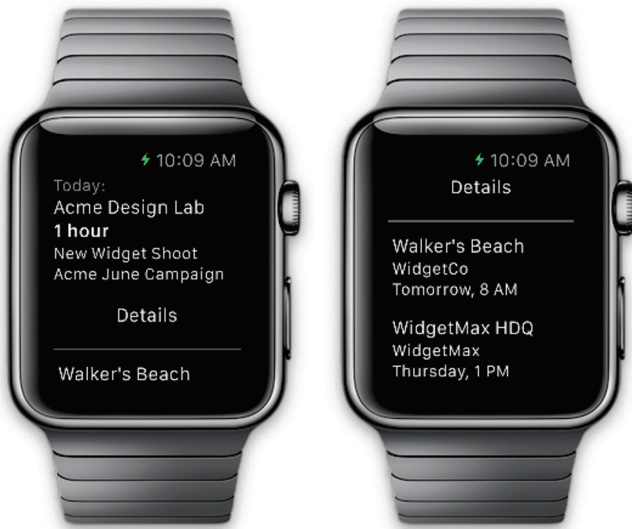 10:09 AM
Today:
Acme Design Lab
1 hour
New Widget Shoot
Acme June Campaign
Details
Walker's Beach
10:09 AM
Details
Walker's Beach
WidgetCo
Tomorrow, 8 AM
WidgetMax HDQ
WidgetMax
Thursday, 1 PM